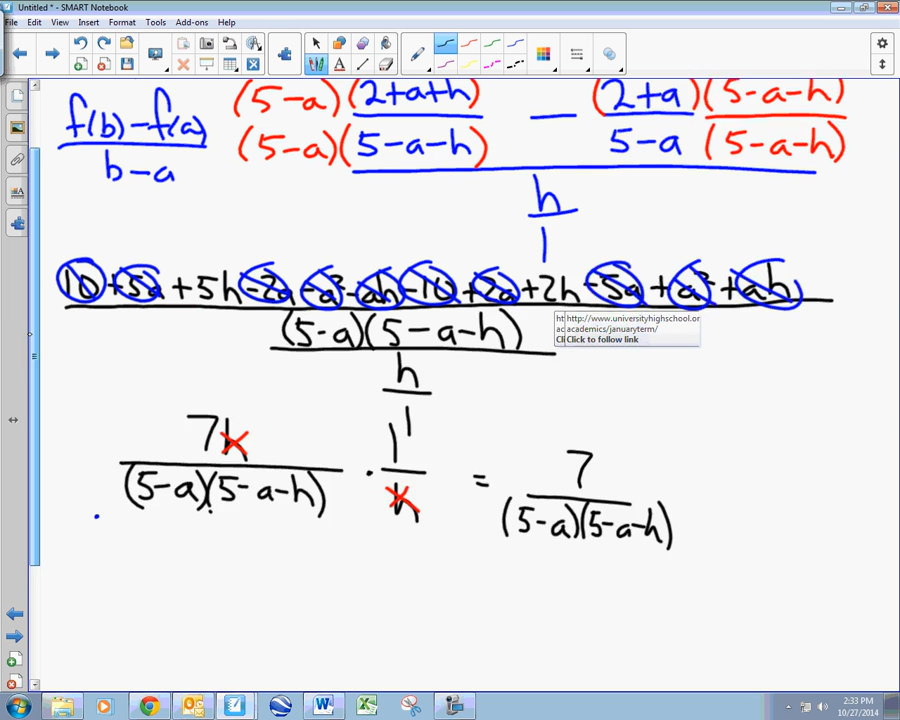 Untitled * - SMART Notebook
File Edit View Insert Format Tools Add-ons Help
f(b) - f(a)
b - a
(5-a)(2+a+h) — (2+a)(5-a-h)
(5-a)(5-a-h) 5-a (5-a-h)
h
1
10 + 5a + 5h - 2a - a² - ah - 10 + 2a + 2h - 5a + a² + ah
(5-a)(5-a-h)
h
1
http://www.universityhighschool.or
academics/januaryterm/
Click to follow link
7h · 1 = 7
(5-a)(5-a-h) h (5-a)(5-a-h)
2:33 PM
10/27/2014